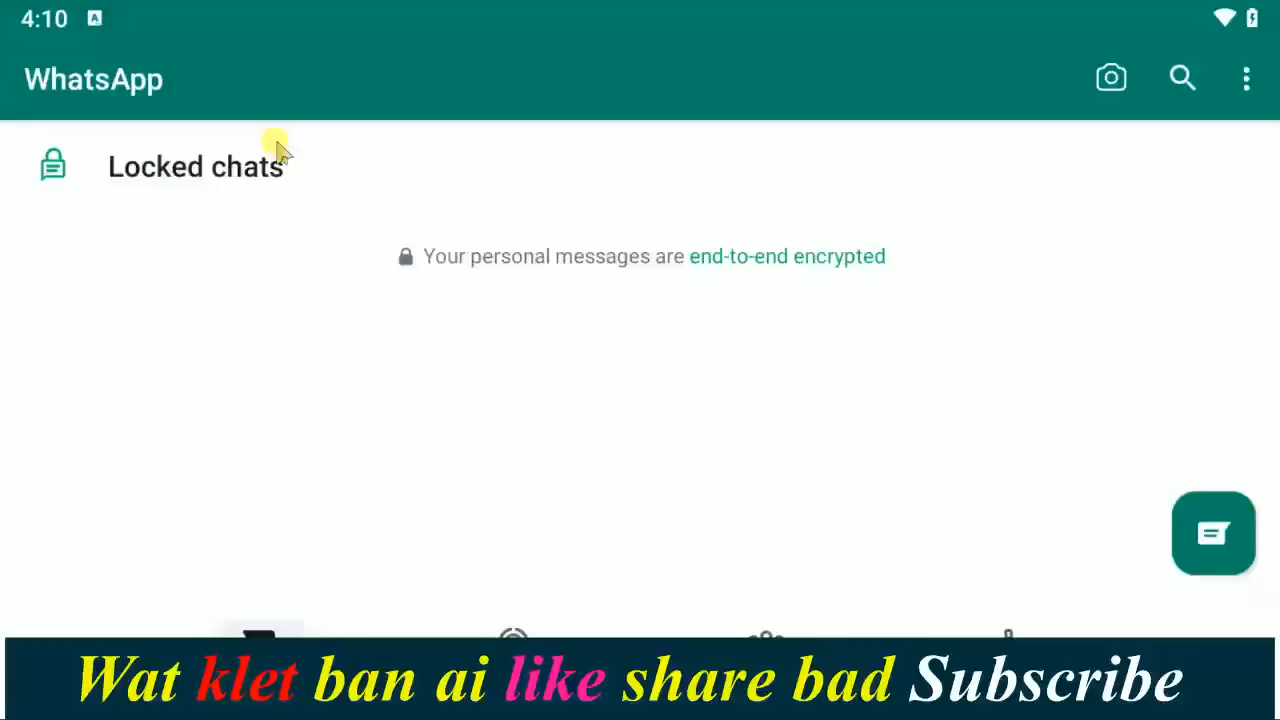 4:10
WhatsApp
Locked chats
Your personal messages are end-to-end encrypted
Wat klet ban ai like share bad Subscribe